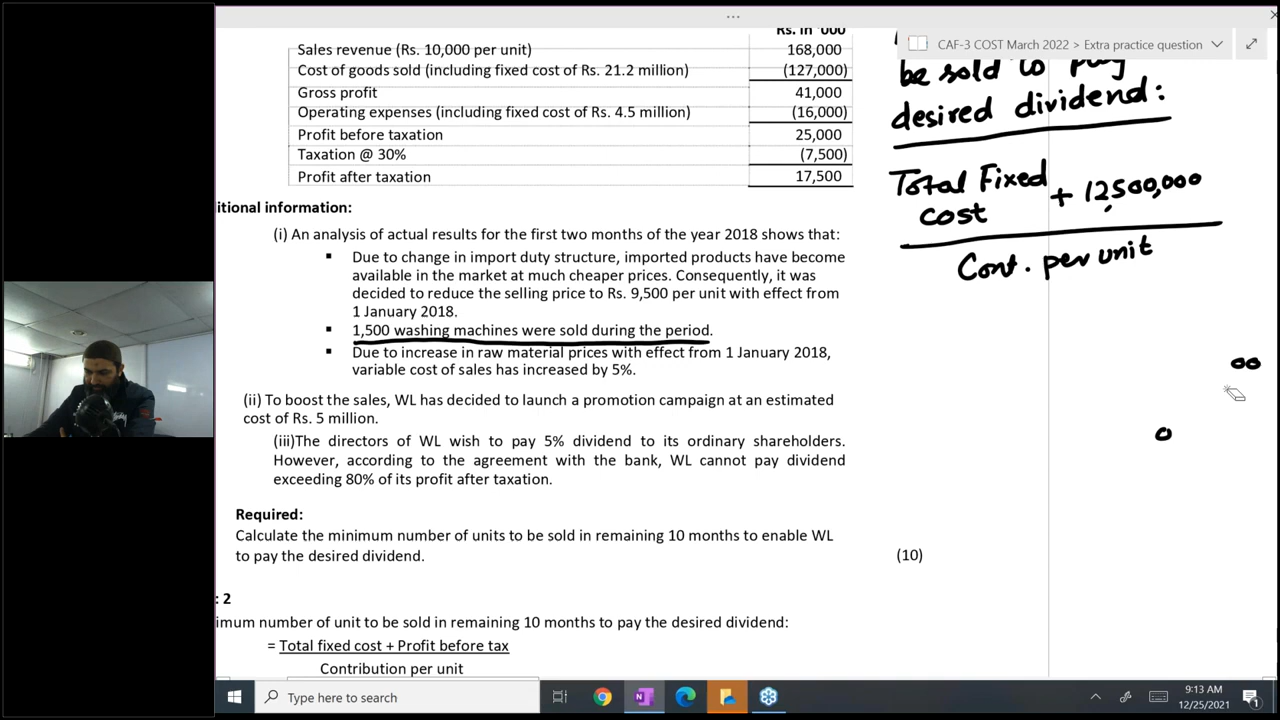 Rs. in '000
Sales revenue (Rs. 10,000 per unit) 168,000
Cost of goods sold (including fixed cost of Rs. 21.2 million) (127,000)
Gross profit 41,000
Operating expenses (including fixed cost of Rs. 4.5 million) (16,000)
Profit before taxation 25,000
Taxation @ 30% (7,500)
Profit after taxation 17,500
itional information:
(i) An analysis of actual results for the first two months of the year 2018 shows that:
▪ Due to change in import duty structure, imported products have become
available in the market at much cheaper prices. Consequently, it was
decided to reduce the selling price to Rs. 9,500 per unit with effect from
1 January 2018.
▪ 1,500 washing machines were sold during the period.
▪ Due to increase in raw material prices with effect from 1 January 2018,
variable cost of sales has increased by 5%.
(ii) To boost the sales, WL has decided to launch a promotion campaign at an estimated
cost of Rs. 5 million.
(iii)The directors of WL wish to pay 5% dividend to its ordinary shareholders.
However, according to the agreement with the bank, WL cannot pay dividend
exceeding 80% of its profit after taxation.
Required:
Calculate the minimum number of units to be sold in remaining 10 months to enable WL
to pay the desired dividend.
(10)
: 2
imum number of unit to be sold in remaining 10 months to pay the desired dividend:
= Total fixed cost + Profit before tax
Contribution per unit
CAF-3 COST March 2022 > Extra practice question
be sold to pay
desired dividend:
Total Fixed
cost + 12,500,000
Cont. per unit
Type here to search
9:13 AM
12/25/2021
1